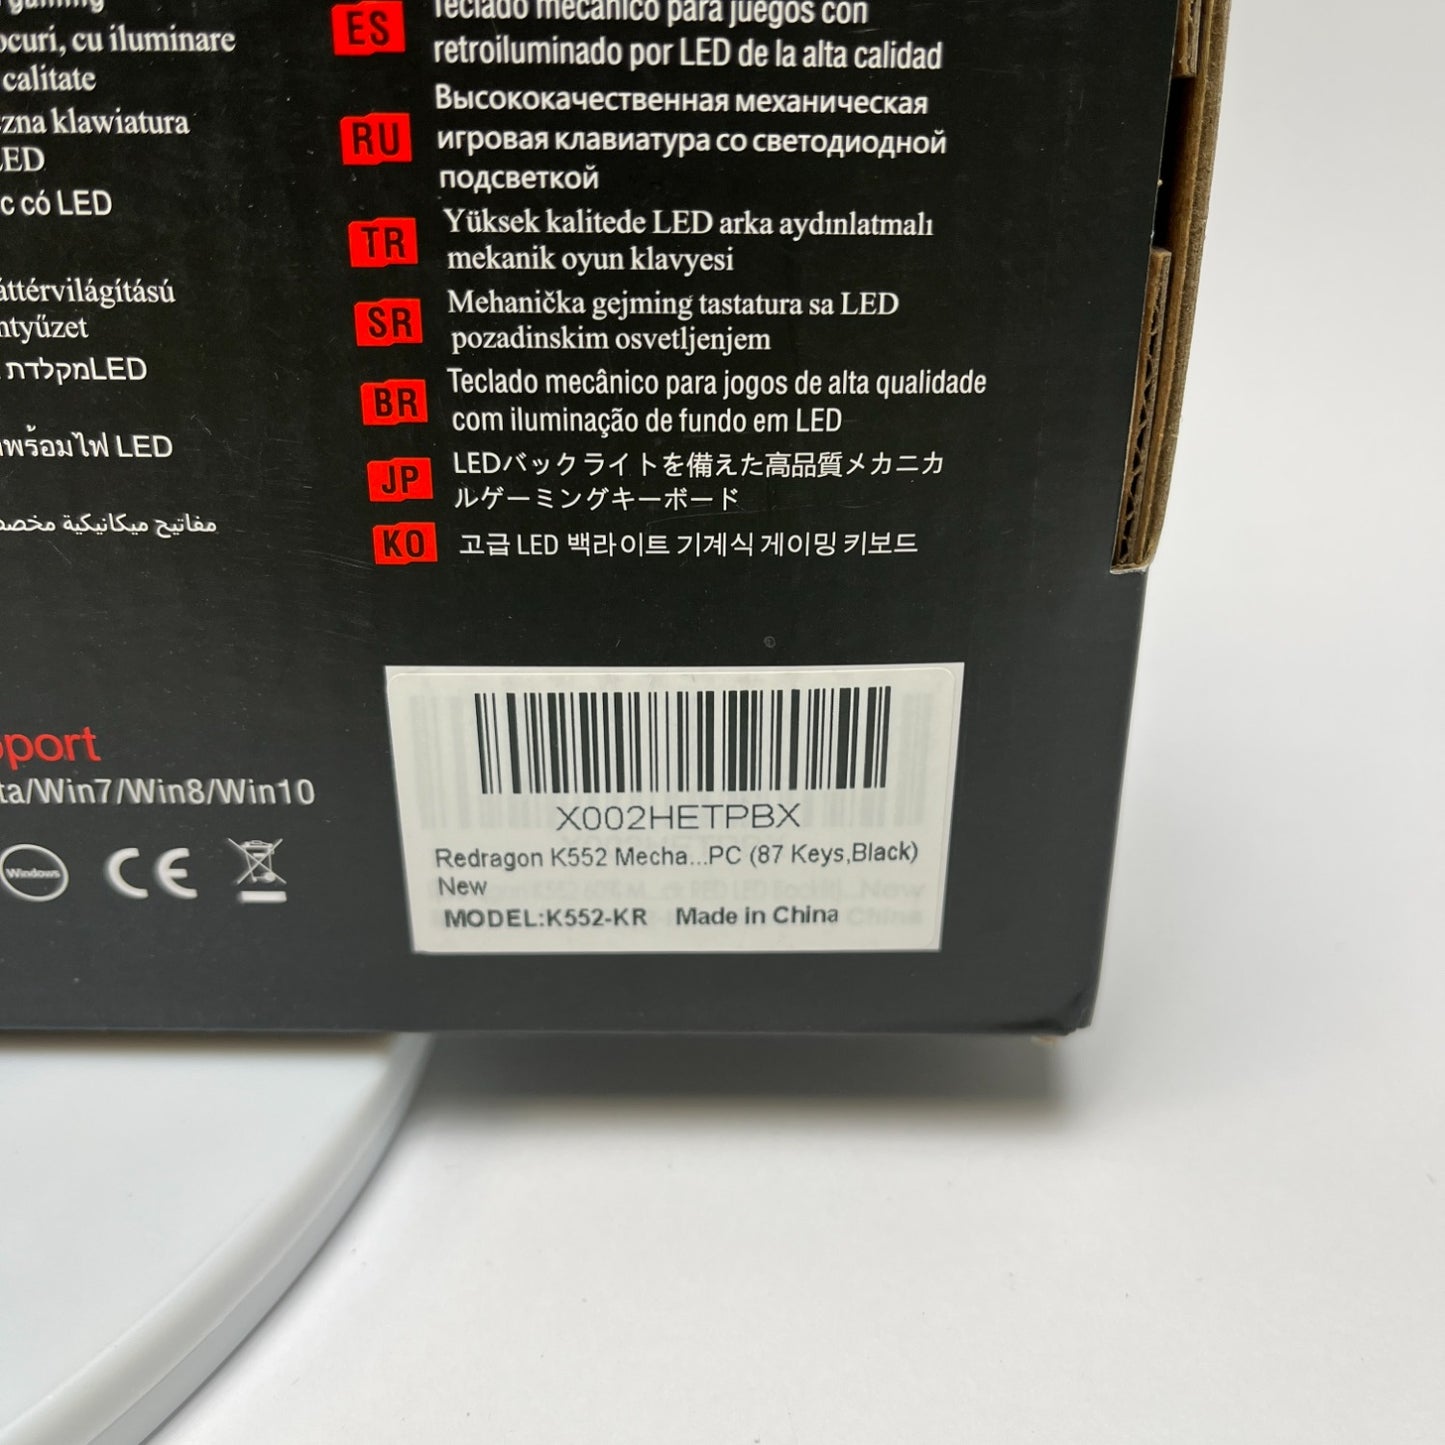 gaming
ocuri, cu iluminare
calitate
zna klawiatura
LED
c có LED
áttérvilágítású
ntyűzet
מקלדתLED
พร้อมไฟ LED
مفاتيح ميكانيكية
ES
Teclado mecánico para juegos con
retroiluminado por LED de la alta calidad
RU
Высококачественная механическая
игровая клавиатура со светодиодной
подсветкой
TR
Yüksek kalitede LED arka aydınlatmalı
mekanik oyun klavyesi
SR
Mehanička gejming tastatura sa LED
pozadinskim osvetljenjem
BR
Teclado mecânico para jogos de alta qualidade
com iluminação de fundo em LED
JP
LEDバックライトを備えた高品質メカニカ
ルゲーミングキーボード
KO
고급 LED 백라이트 기계식 게이밍 키보드
pport
ta/Win7/Win8/Win10
Windows
CE
X002HETPBX
Redragon K552 Mecha...PC (87 Keys,Black)
New
MODEL:K552-KR Made in China